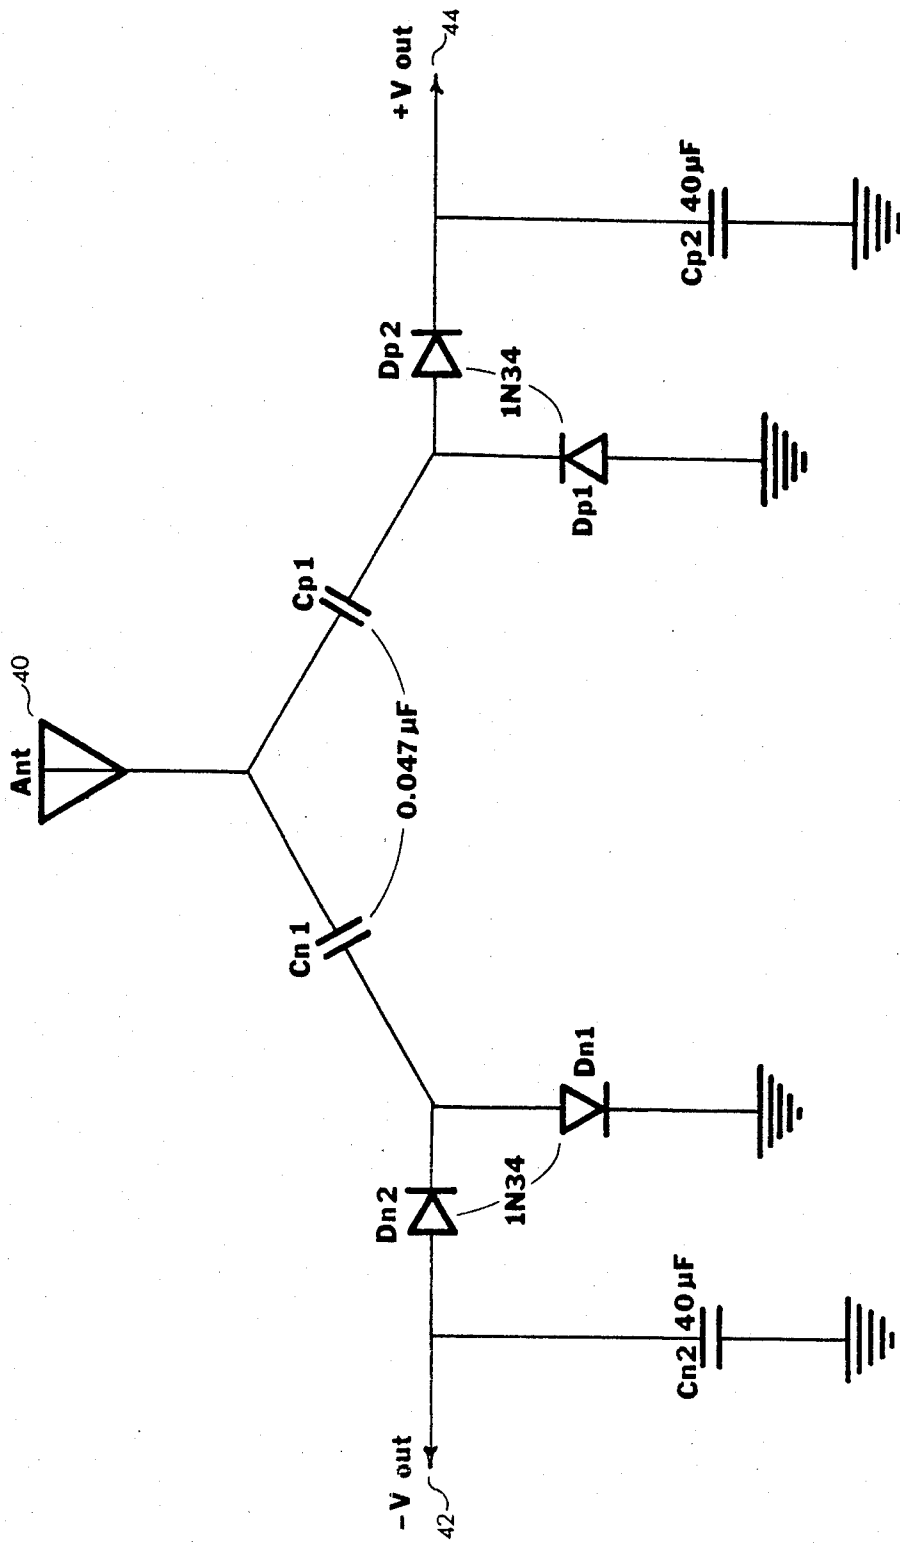 Ant
40
Cn1
Cp1
0.047µF
-V out
42
+V out
44
Dn2
Dp2
1N34
1N34
Dn1
Dp1
Cn2 40µF
Cp2 40µF